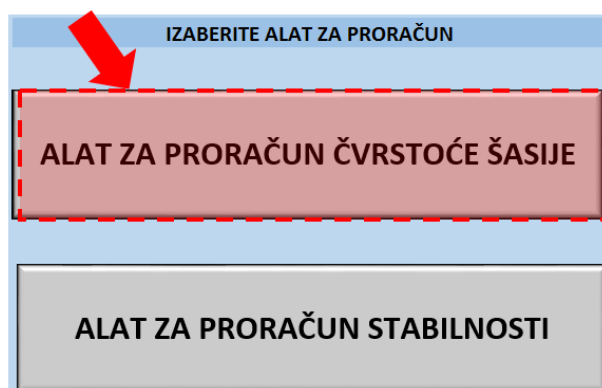 IZABERITE ALAT ZA PRORAČUN
ALAT ZA PRORAČUN ČVRSTOĆE ŠASIJE
ALAT ZA PRORAČUN STABILNOSTI